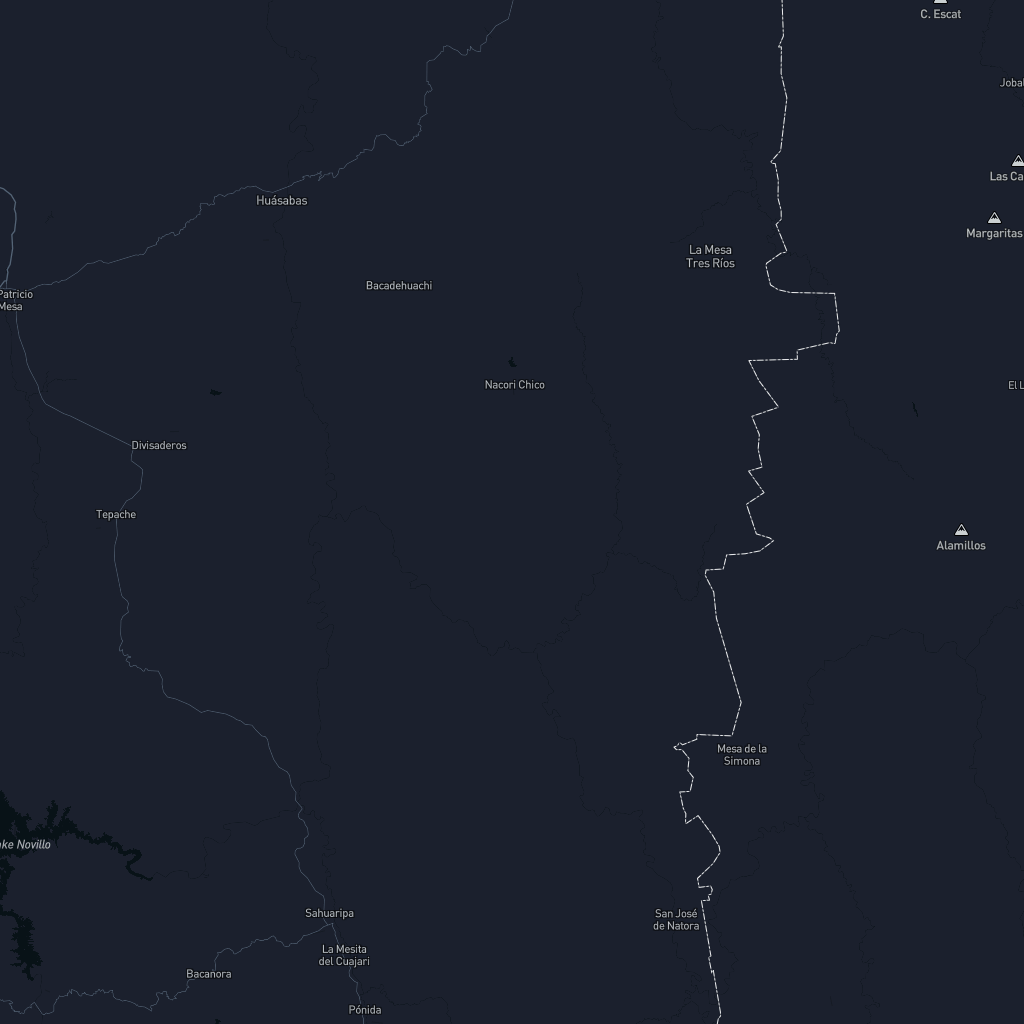 C. Escat
Jobal
Las Ca
Huásabas
Margaritas
La Mesa
Tres Ríos
Bacadehuachi
Patricio
Mesa
Nacori Chico
El L
Divisaderos
Tepache
Alamillos
Mesa de la
Simona
ke Novillo
Sahuaripa
San José
de Natora
La Mesita
del Cuajari
Bacanora
Pónida